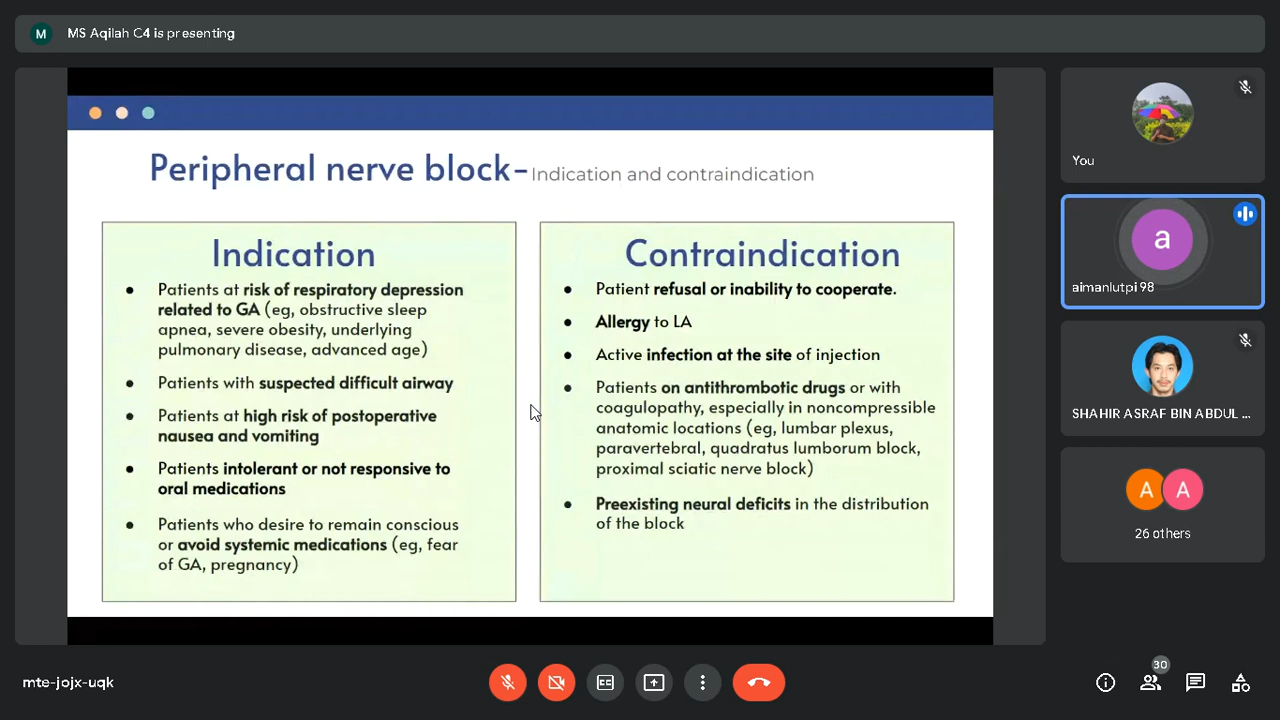 M
MS Aqilah C4 is presenting
Peripheral nerve block- Indication and contraindication
Indication
• Patients at risk of respiratory depression
related to GA (eg, obstructive sleep
apnea, severe obesity, underlying
pulmonary disease, advanced age)
• Patients with suspected difficult airway
• Patients at high risk of postoperative
nausea and vomiting
• Patients intolerant or not responsive to
oral medications
• Patients who desire to remain conscious
or avoid systemic medications (eg, fear
of GA, pregnancy)
Contraindication
• Patient refusal or inability to cooperate.
• Allergy to LA
• Active infection at the site of injection
• Patients on antithrombotic drugs or with
coagulopathy, especially in noncompressible
anatomic locations (eg, lumbar plexus,
paravertebral, quadratus lumborum block,
proximal sciatic nerve block)
• Preexisting neural deficits in the distribution
of the block
You
a
aimanlutpi 98
SHAHIR ASRAF BIN ABDUL ...
A A
26 others
mte-jojx-uqk
CC
30